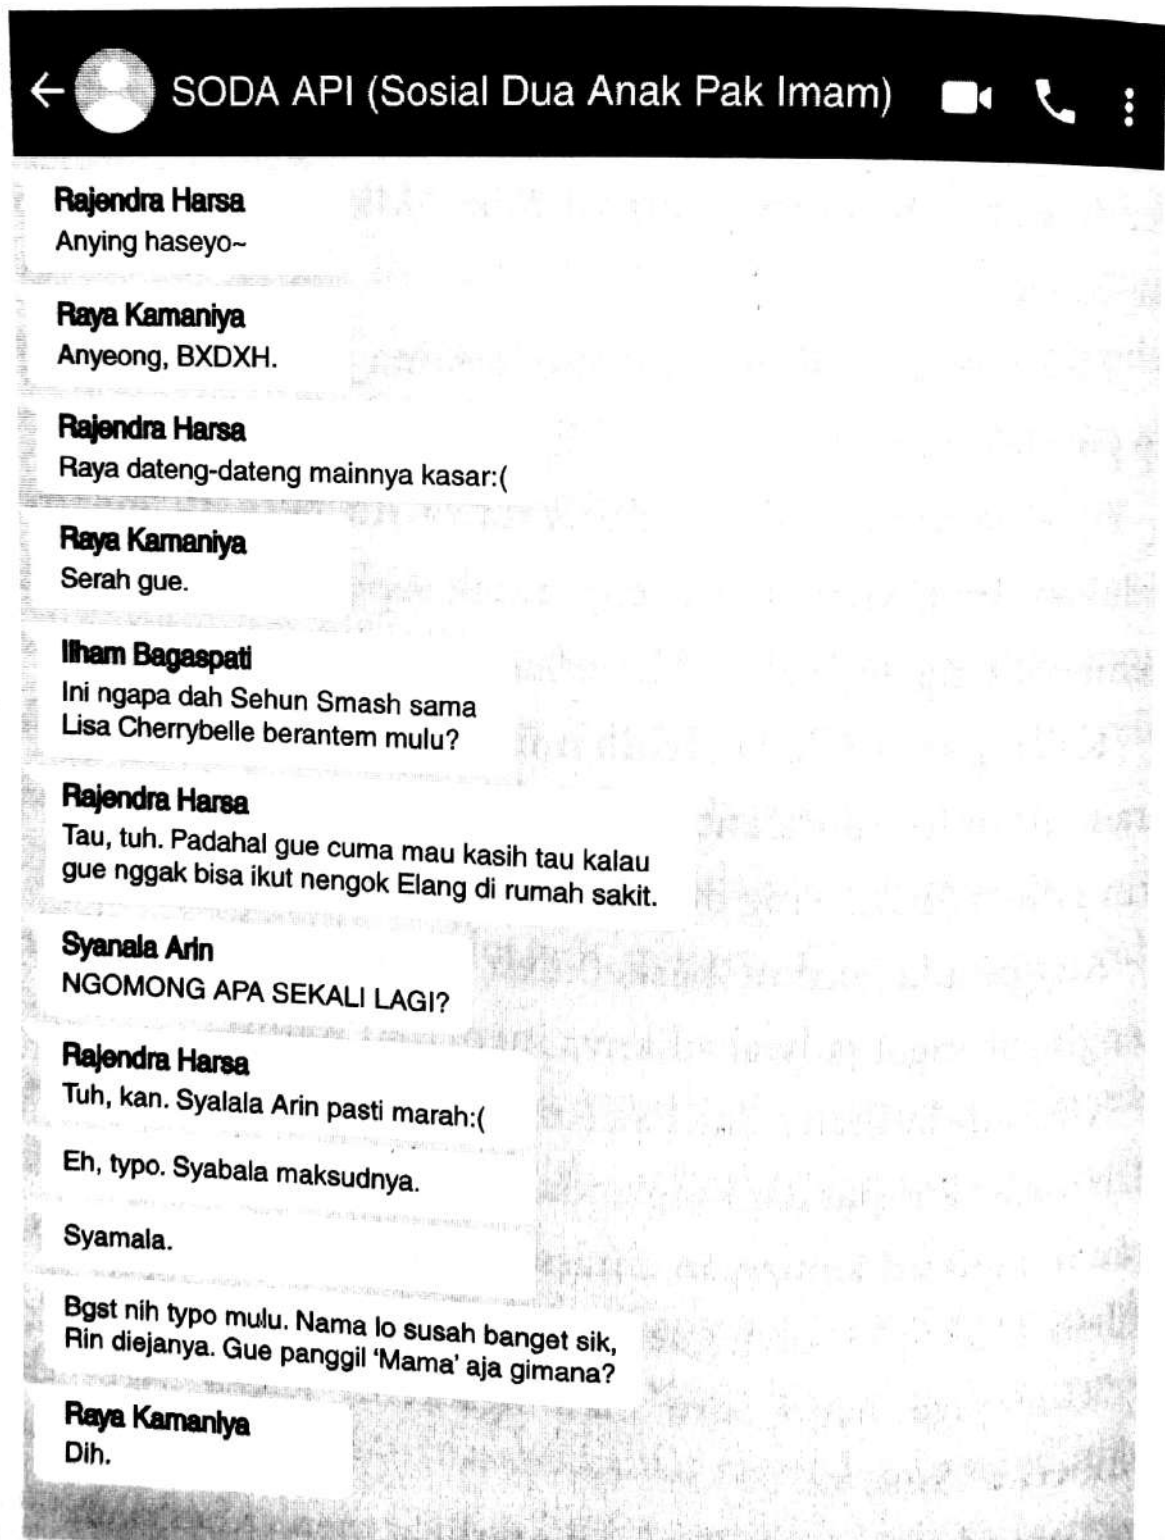 SODA API (Sosial Dua Anak Pak Imam)
Rajendra Harsa
Anying haseyo~
Raya Kamaniya
Anyeong, BXDXH.
Rajendra Harsa
Raya dateng-dateng mainnya kasar:(
Raya Kamaniya
Serah gue.
Ilham Bagaspati
Ini ngapa dah Sehun Smash sama
Lisa Cherrybelle berantem mulu?
Rajendra Harsa
Tau, tuh. Padahal gue cuma mau kasih tau kalau
gue nggak bisa ikut nengok Elang di rumah sakit.
Syanala Arin
NGOMONG APA SEKALI LAGI?
Rajendra Harsa
Tuh, kan. Syalala Arin pasti marah:(
Eh, typo. Syabala maksudnya.
Syamala.
Bgst nih typo mulu. Nama lo susah banget sik,
Rin diejanya. Gue panggil ‘Mama’ aja gimana?
Raya Kamaniya
Dih.